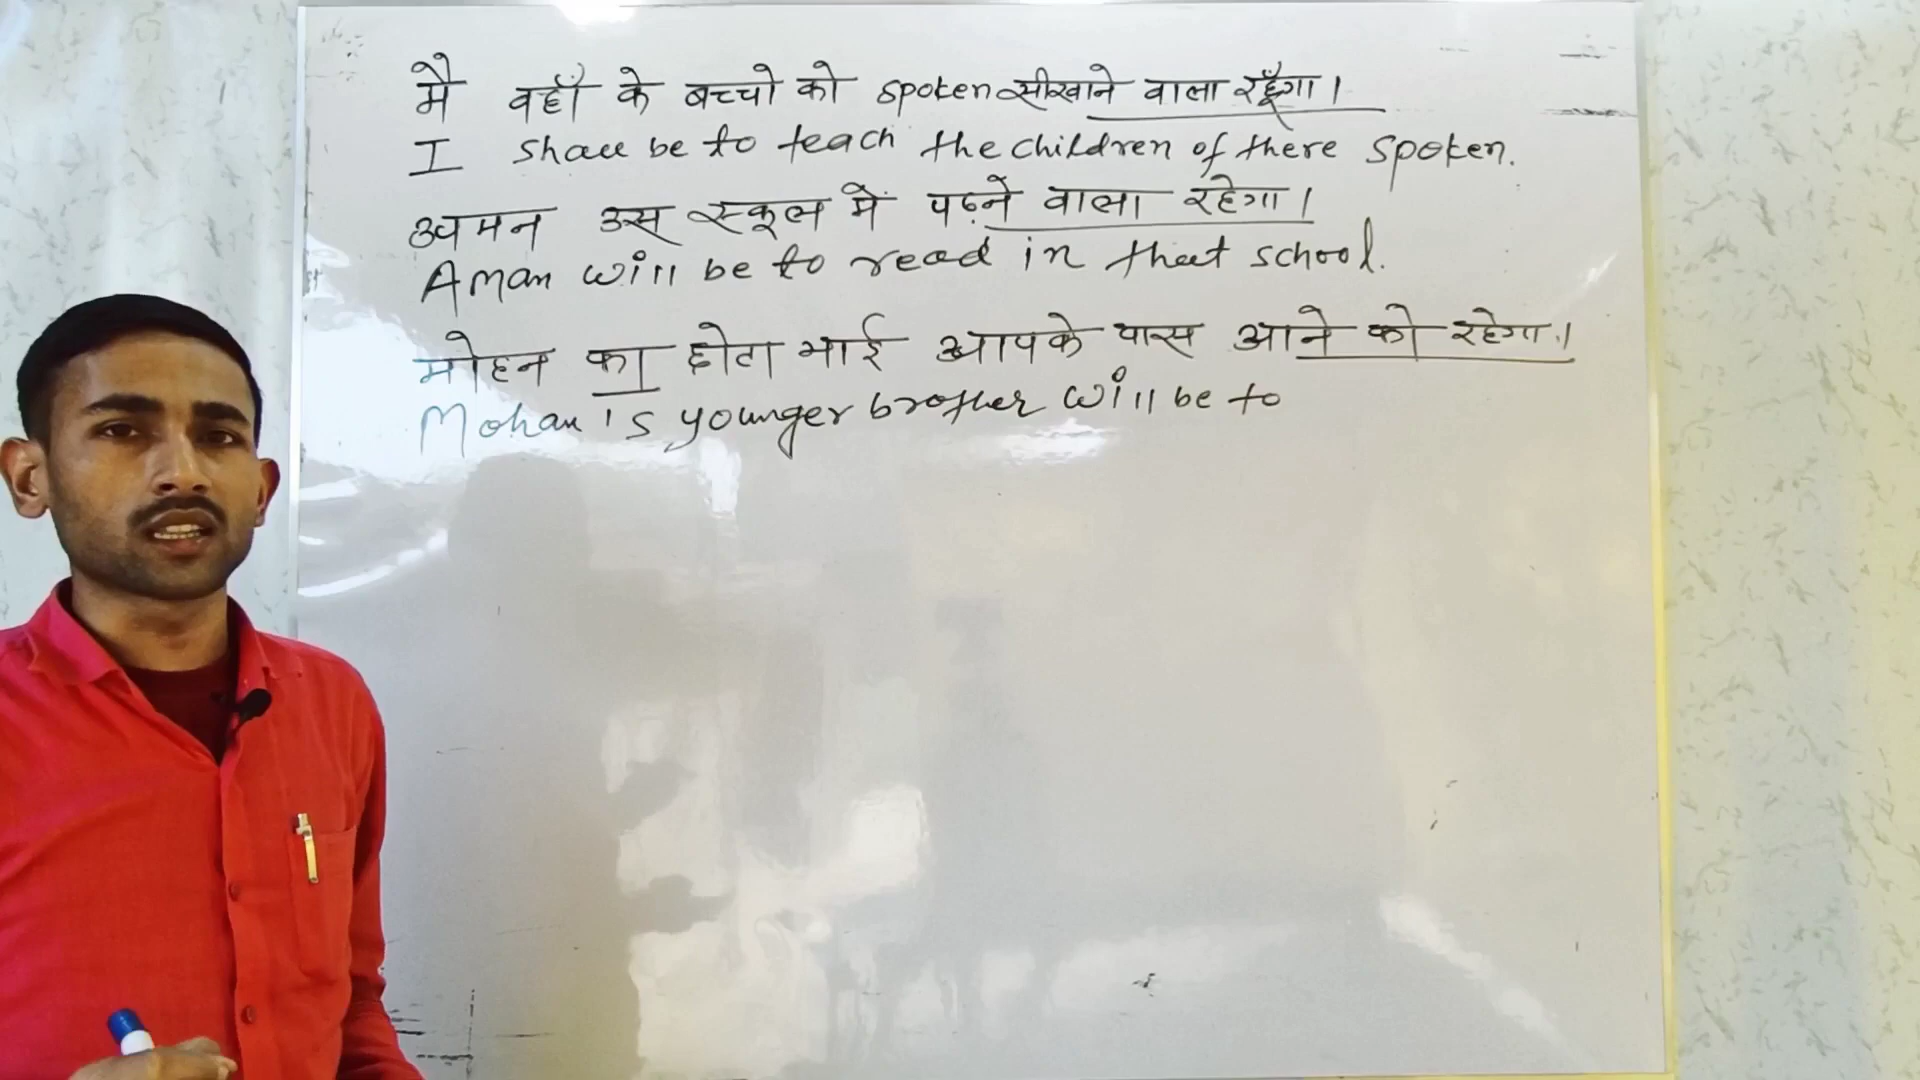 मै वहाँ के बच्चो को spoken सीखाने वाला रहूँगा।
I shall be to teach the children of there spoken.
अमन उस स्कूल मे पढ़ने वाला रहेगा।
Aman will be to read in that school.
मोहन का छोटा भाई आपके पास आने को रहेगा।
Mohan's younger brother will be to